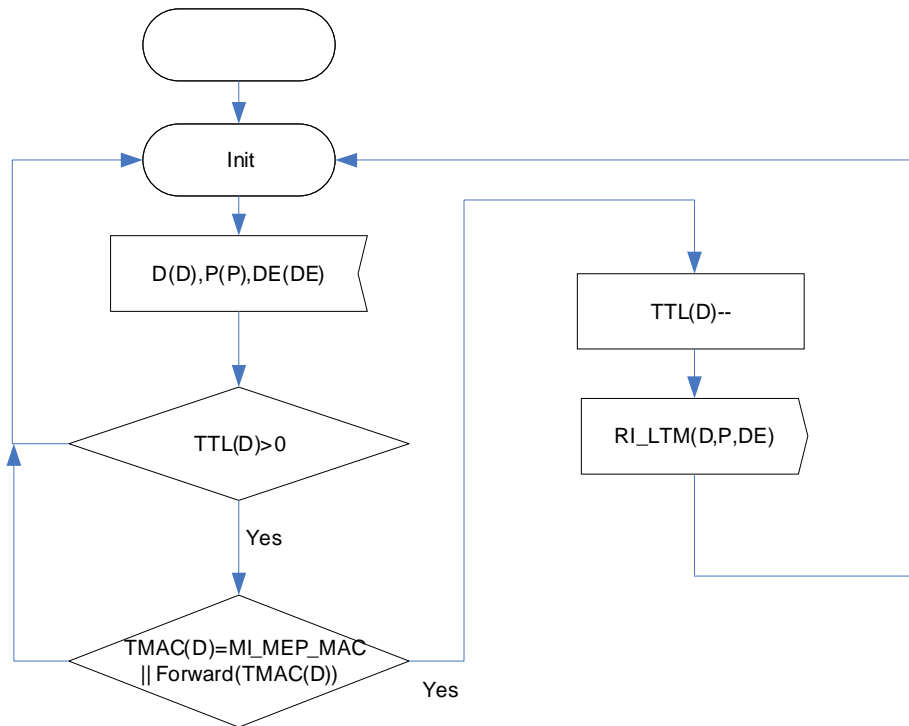 Init
D(D),P(P),DE(DE)
TTL(D)>0
Yes
TMAC(D)=MI_MEP_MAC
|| Forward(TMAC(D))
Yes
TTL(D)--
RI_LTM(D,P,DE)